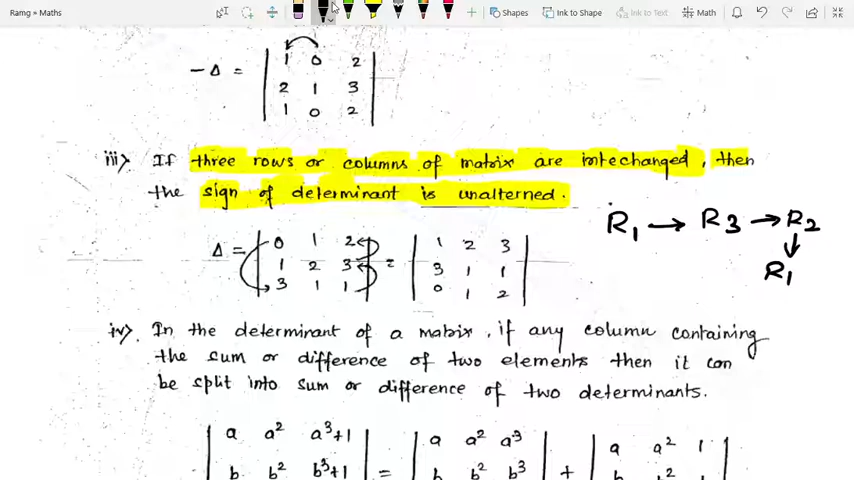 Ramg » Maths
Shapes Ink to Shape Ink to Text Math
-Δ = | 1 0 2 |
| 2 1 3 |
| 1 0 2 |
iii> If three rows or columns of matrix are intechanged, then
the sign of determinant is unalterned.
R1 → R3 → R2
↓
R1
Δ = | 0 1 2 | = | 1 2 3 |
| 1 2 3 | | 3 1 1 |
| 3 1 1 | | 0 1 2 |
iv>. In the determinant of a matrix, if any column containing
the sum or difference of two elements then it can
be split into sum or difference of two determinants.
| a a² a³+1 | | a a² a³ | | a a² 1 |
| b b² b³+1 | = | b b² b³ | + | b b² 1 |